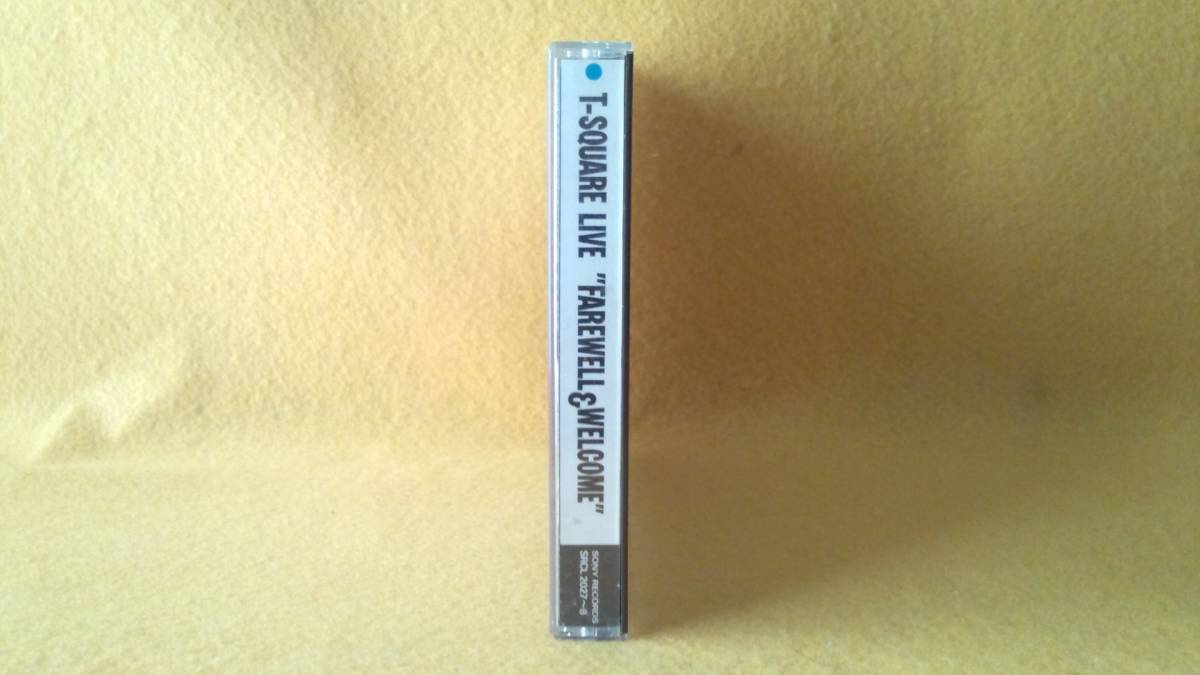 T-SQUARE LIVE "FAREWELL&WELCOME"
SONY RECORDS
SRCL 2027~8